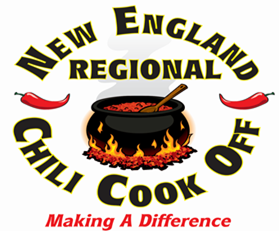 NEW ENGLAND
REGIONAL
CHILI COOK OFF
Making A Difference